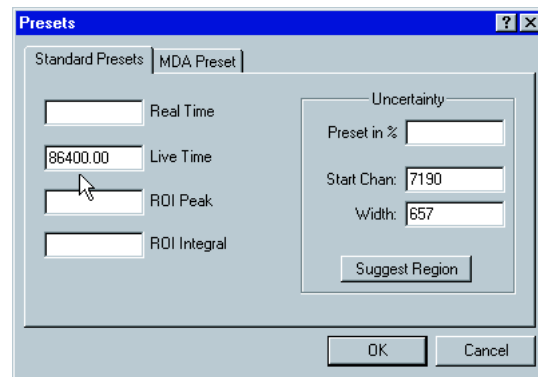 Presets
Standard Presets MDA Preset
Real Time
86400.00 Live Time
ROI Peak
ROI Integral
Uncertainty
Preset in %
Start Chan: 7190
Width: 657
Suggest Region
OK Cancel